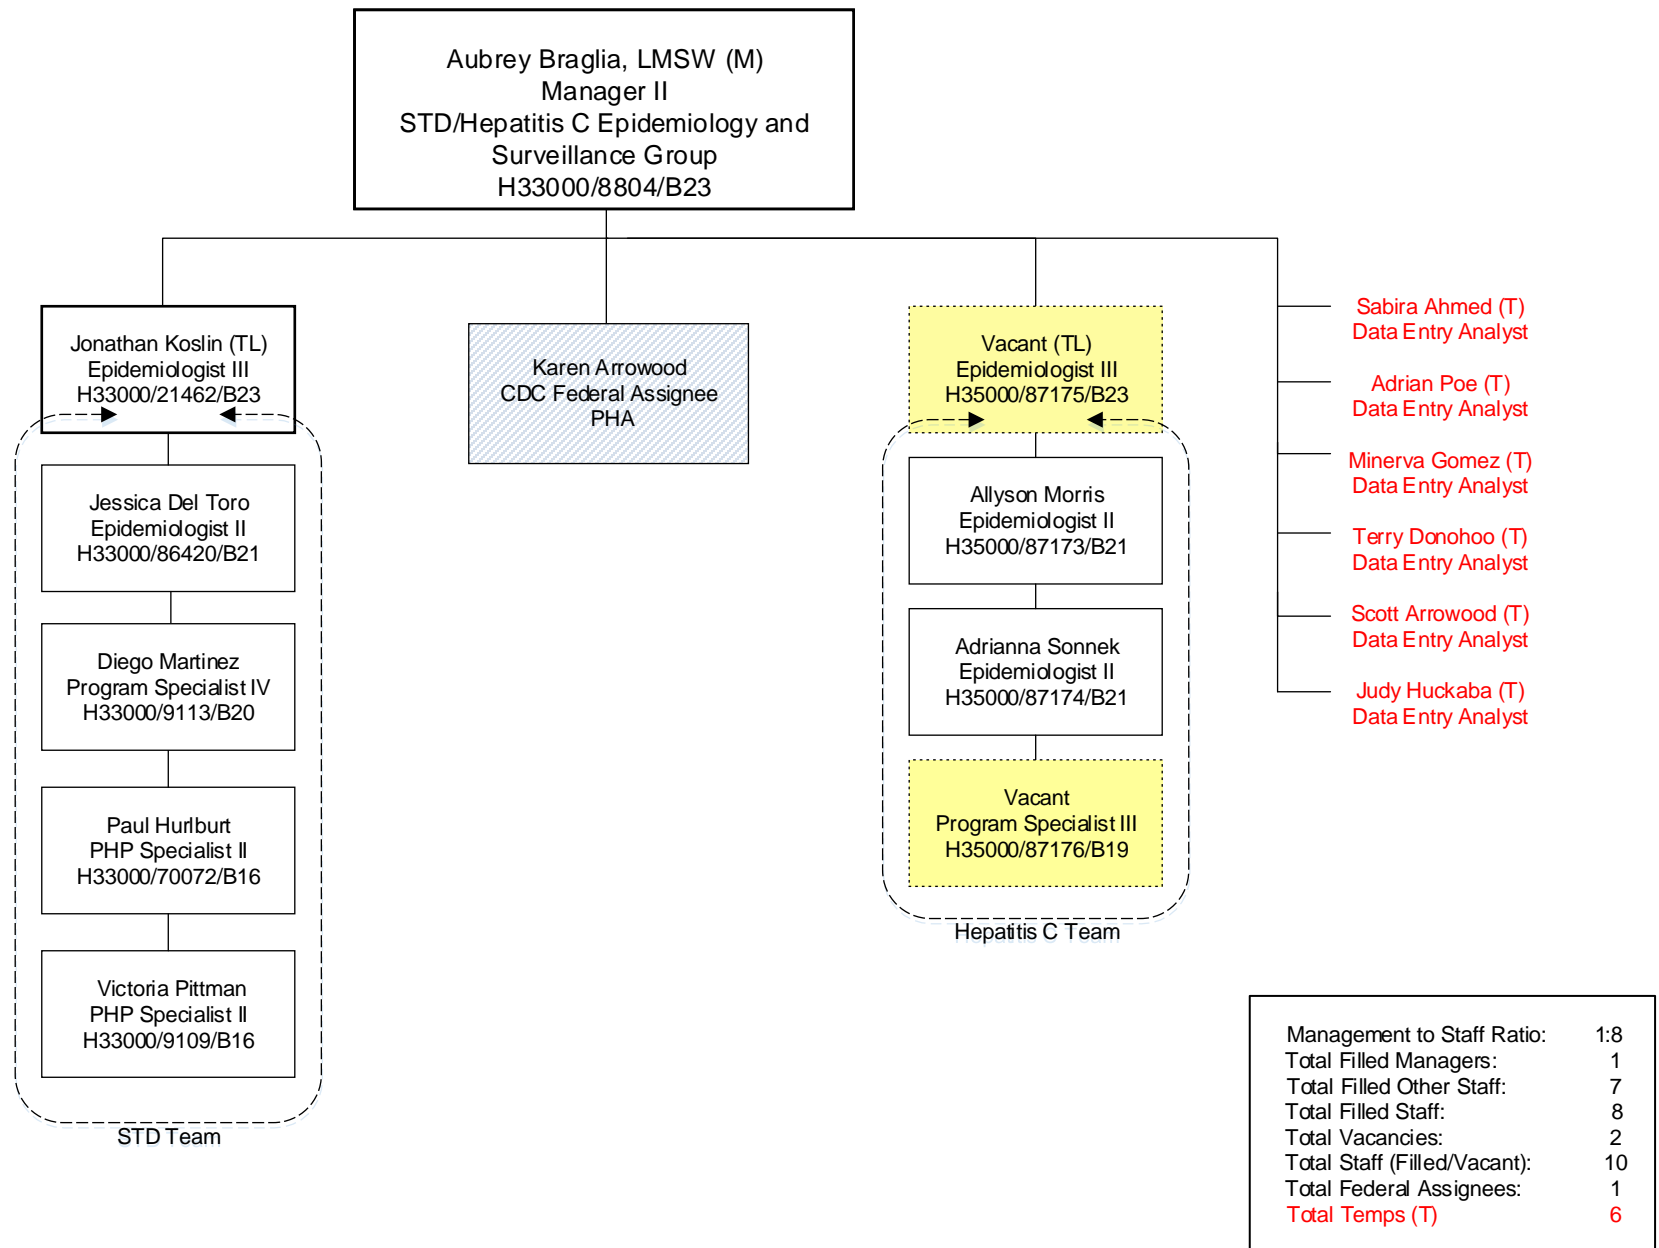 Aubrey Braglia, LMSW (M)
Manager II
STD/Hepatitis C Epidemiology and
Surveillance Group
H33000/8804/B23
Jonathan Koslin (TL)
Epidemiologist III
H33000/21462/B23
Jessica Del Toro
Epidemiologist II
H33000/86420/B21
Diego Martinez
Program Specialist IV
H33000/9113/B20
Paul Hurlburt
PHP Specialist II
H33000/70072/B16
Victoria Pittman
PHP Specialist II
H33000/9109/B16
STD Team
Karen Arrowood
CDC Federal Assignee
PHA
Vacant (TL)
Epidemiologist III
H35000/87175/B23
Allyson Morris
Epidemiologist II
H35000/87173/B21
Adrianna Sonnek
Epidemiologist II
H35000/87174/B21
Vacant
Program Specialist III
H35000/87176/B19
Hepatitis C Team
Sabira Ahmed (T)
Data Entry Analyst
Adrian Poe (T)
Data Entry Analyst
Minerva Gomez (T)
Data Entry Analyst
Terry Donohoo (T)
Data Entry Analyst
Scott Arrowood (T)
Data Entry Analyst
Judy Huckaba (T)
Data Entry Analyst
Management to Staff Ratio: 1:8
Total Filled Managers: 1
Total Filled Other Staff: 7
Total Filled Staff: 8
Total Vacancies: 2
Total Staff (Filled/Vacant): 10
Total Federal Assignees: 1
Total Temps (T) 6